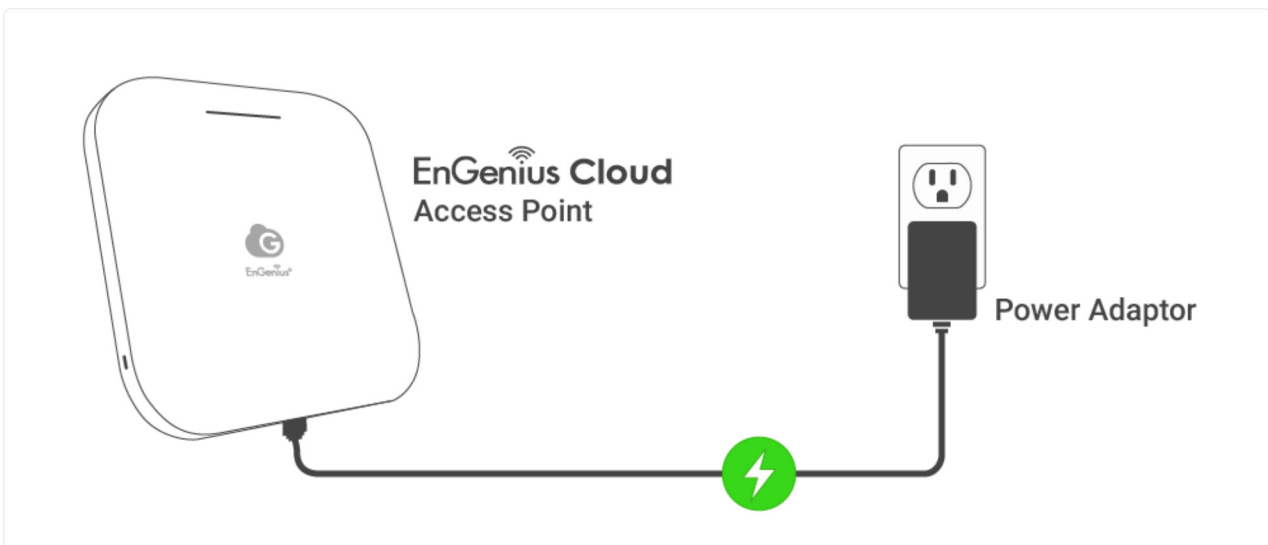 EnGenius Cloud
Access Point
G
EnGenius®
Power Adaptor